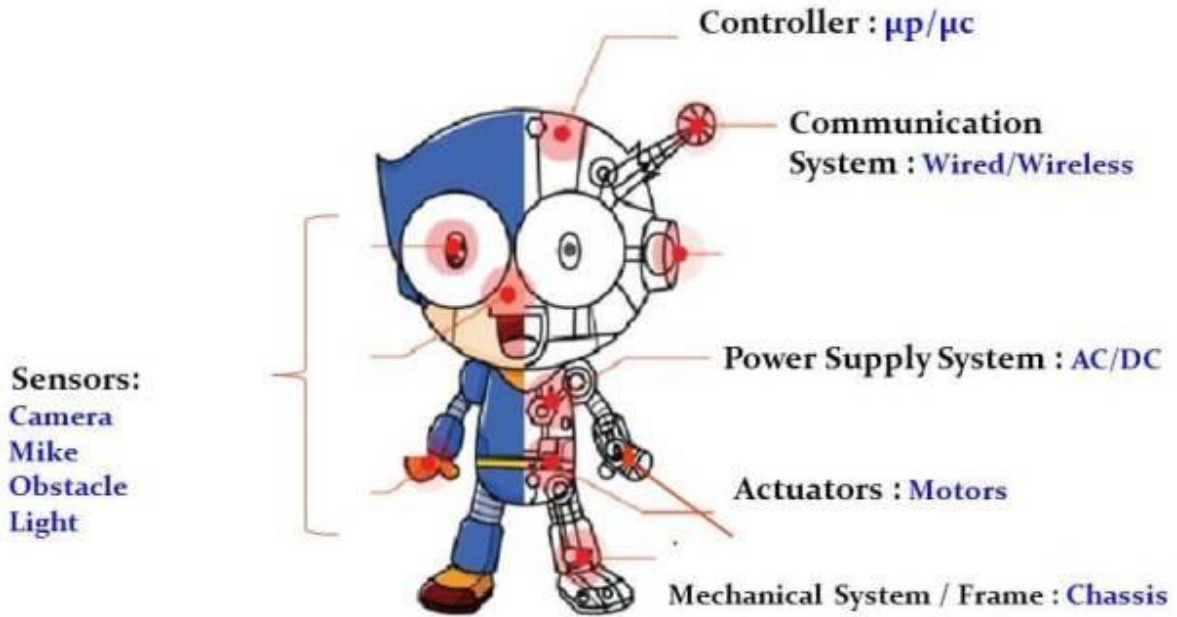 Controller : μp/μc
Communication
System : Wired/Wireless
Sensors:
Camera
Mike
Obstacle
Light
Power Supply System : AC/DC
Actuators : Motors
Mechanical System / Frame : Chassis